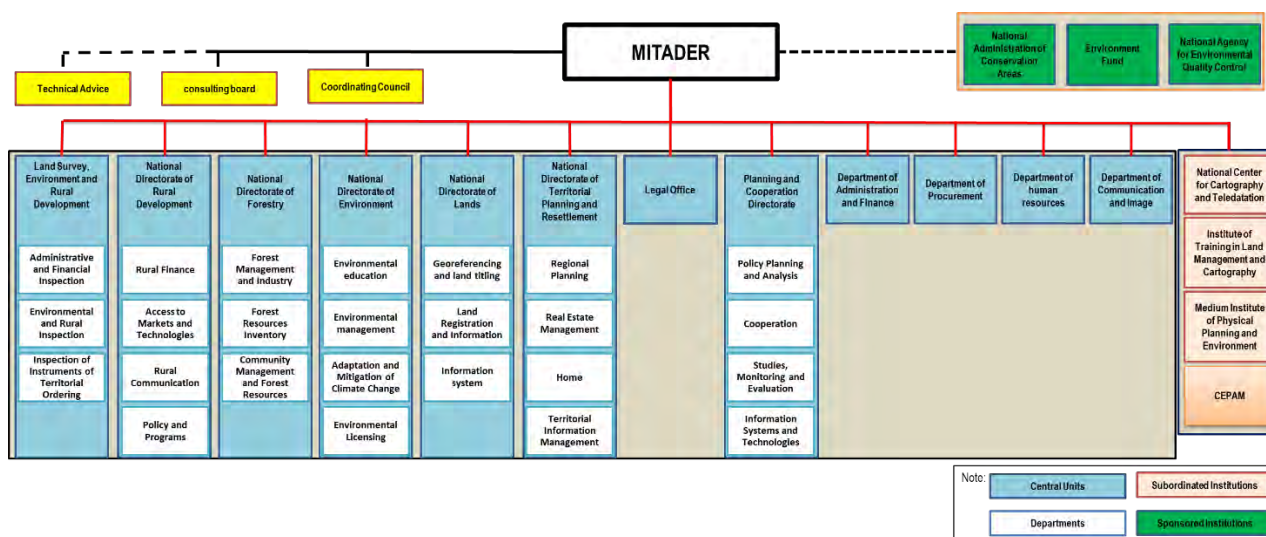 MITADER
National
Administration of
Conservation
Areas
Environment
Fund
National Agency
for Environmental
Quality Control
Technical Advice
consulting board
Coordinating Council
Land Survey,
Environment and
Rural
Development
National
Directorate of
Rural
Development
National
Directorate of
Forestry
National
Directorate of
Environment
National
Directorate of
Lands
National
Directorate of
Territorial
Planning and
Resettlement
Legal Office
Planning and
Cooperation
Directorate
Department of
Administration
and Finance
Department of
Procurement
Department of
human
resources
Department of
Communication
and Image
National Center
for Cartography
and Teledatation
Administrative
and Financial
Inspection
Rural Finance
Forest
Management
and Industry
Environmental
education
Georeferencing
and land titling
Regional
Planning
Policy Planning
and Analysis
Institute of
Training in Land
Management and
Cartography
Environmental
and Rural
Inspection
Access to
Markets and
Technologies
Forest
Resources
Inventory
Environmental
management
Land
Registration
and Information
Real Estate
Management
Cooperation
Medium Institute
of Physical
Planning and
Environment
Inspection of
Instruments of
Territorial
Ordering
Rural
Communication
Community
Management
and Forest
Resources
Adaptation and
Mitigation of
Climate Change
Information
system
Home
Studies,
Monitoring and
Evaluation
CEPAM
Policy and
Programs
Environmental
Licensing
Territorial
Information
Management
Information
Systems and
Technologies
Noto:
Central Units
Subordinated Institutions
Departments
Sponsored Institutions